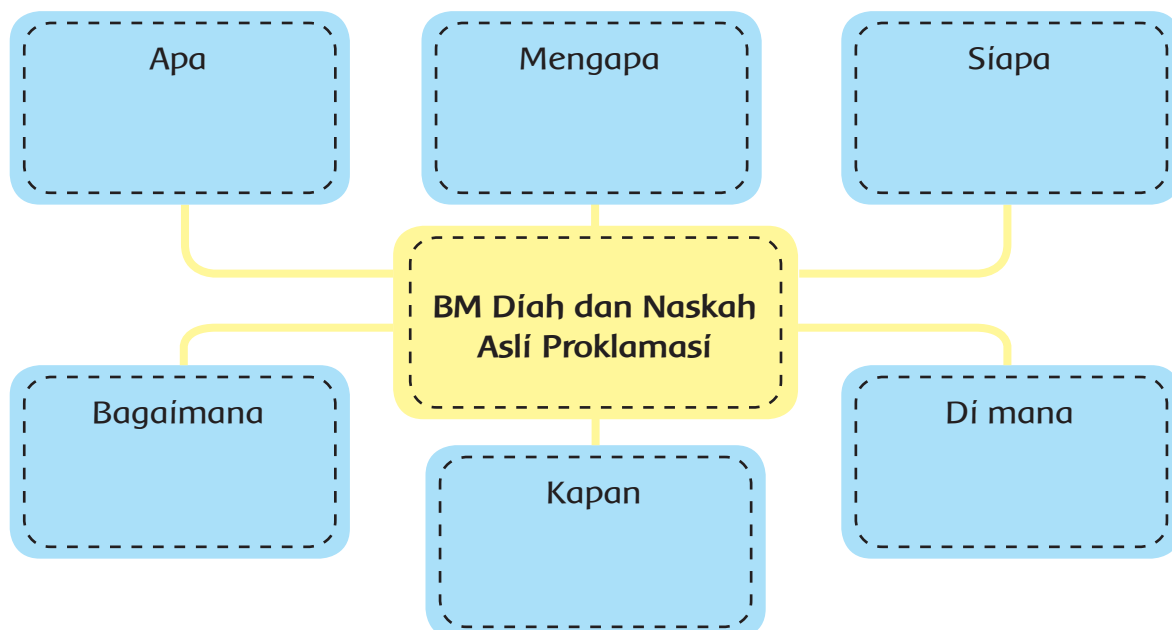 Apa
Mengapa
Siapa
BM Diah dan Naskah
Asli Proklamasi
Bagaimana
Kapan
Di mana